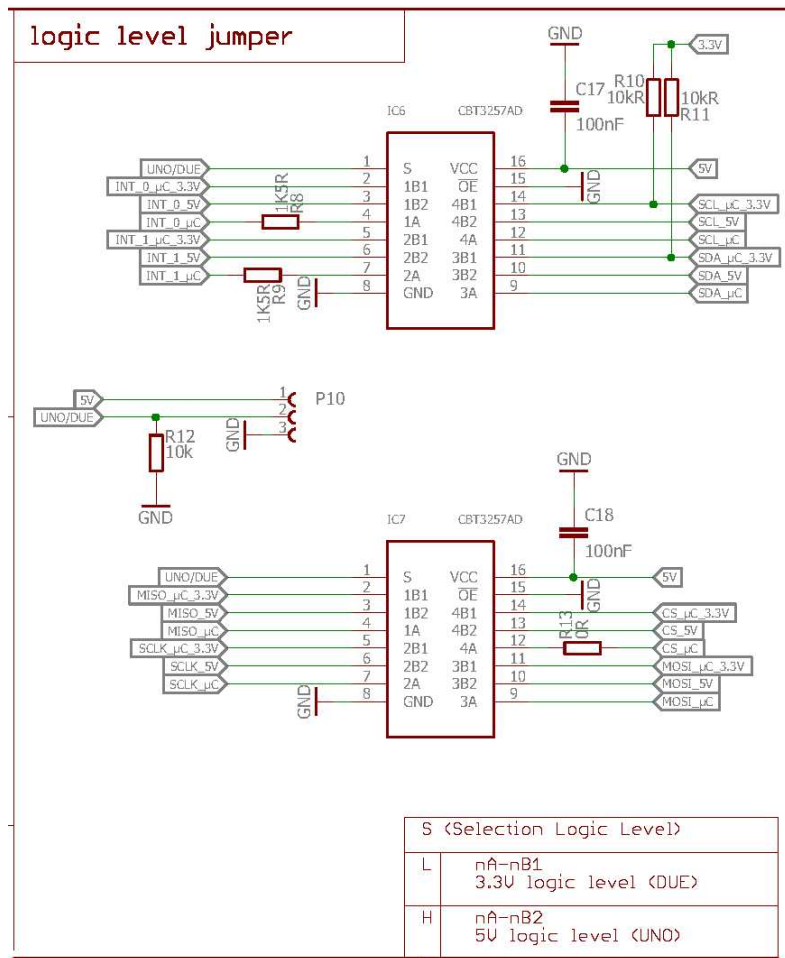 logic level jumper
GND
3.3V
C17
100nF
R10
10kR
10kR
R11
IC6
CBT3257AD
UNO/DUE
1
S
VCC
16
5V
INT_0_µC_3.3V
2
1B1
OE
15
GND
INT_0_5V
3
1B2
4B1
14
SCL_µC_3.3V
INT_0_µC
1K5R
R8
4
1A
4B2
13
SCL_5V
INT_1_µC_3.3V
5
2B1
4A
12
SCL_µC
INT_1_5V
6
2B2
3B1
11
SDA_µC_3.3V
INT_1_µC
1K5R
R9
7
2A
3B2
10
SDA_5V
GND
8
GND
3A
9
SDA_µC
5V
1
P10
UNO/DUE
2
GND
3
R12
10k
GND
GND
C18
100nF
IC7
CBT3257AD
UNO/DUE
1
S
VCC
16
5V
MISO_µC_3.3V
2
1B1
OE
15
GND
MISO_5V
3
1B2
4B1
14
CS_µC_3.3V
MISO_µC
4
1A
4B2
13
CS_5V
SCLK_µC_3.3V
5
2B1
4A
12
R13
0R
CS_µC
SCLK_5V
6
2B2
3B1
11
MOSI_µC_3.3V
SCLK_µC
7
2A
3B2
10
MOSI_5V
GND
8
GND
3A
9
MOSI_µC
S (Selection Logic Level)
L nA-nB1
3.3V logic level (DUE)
H nA-nB2
5V logic level (UNO)